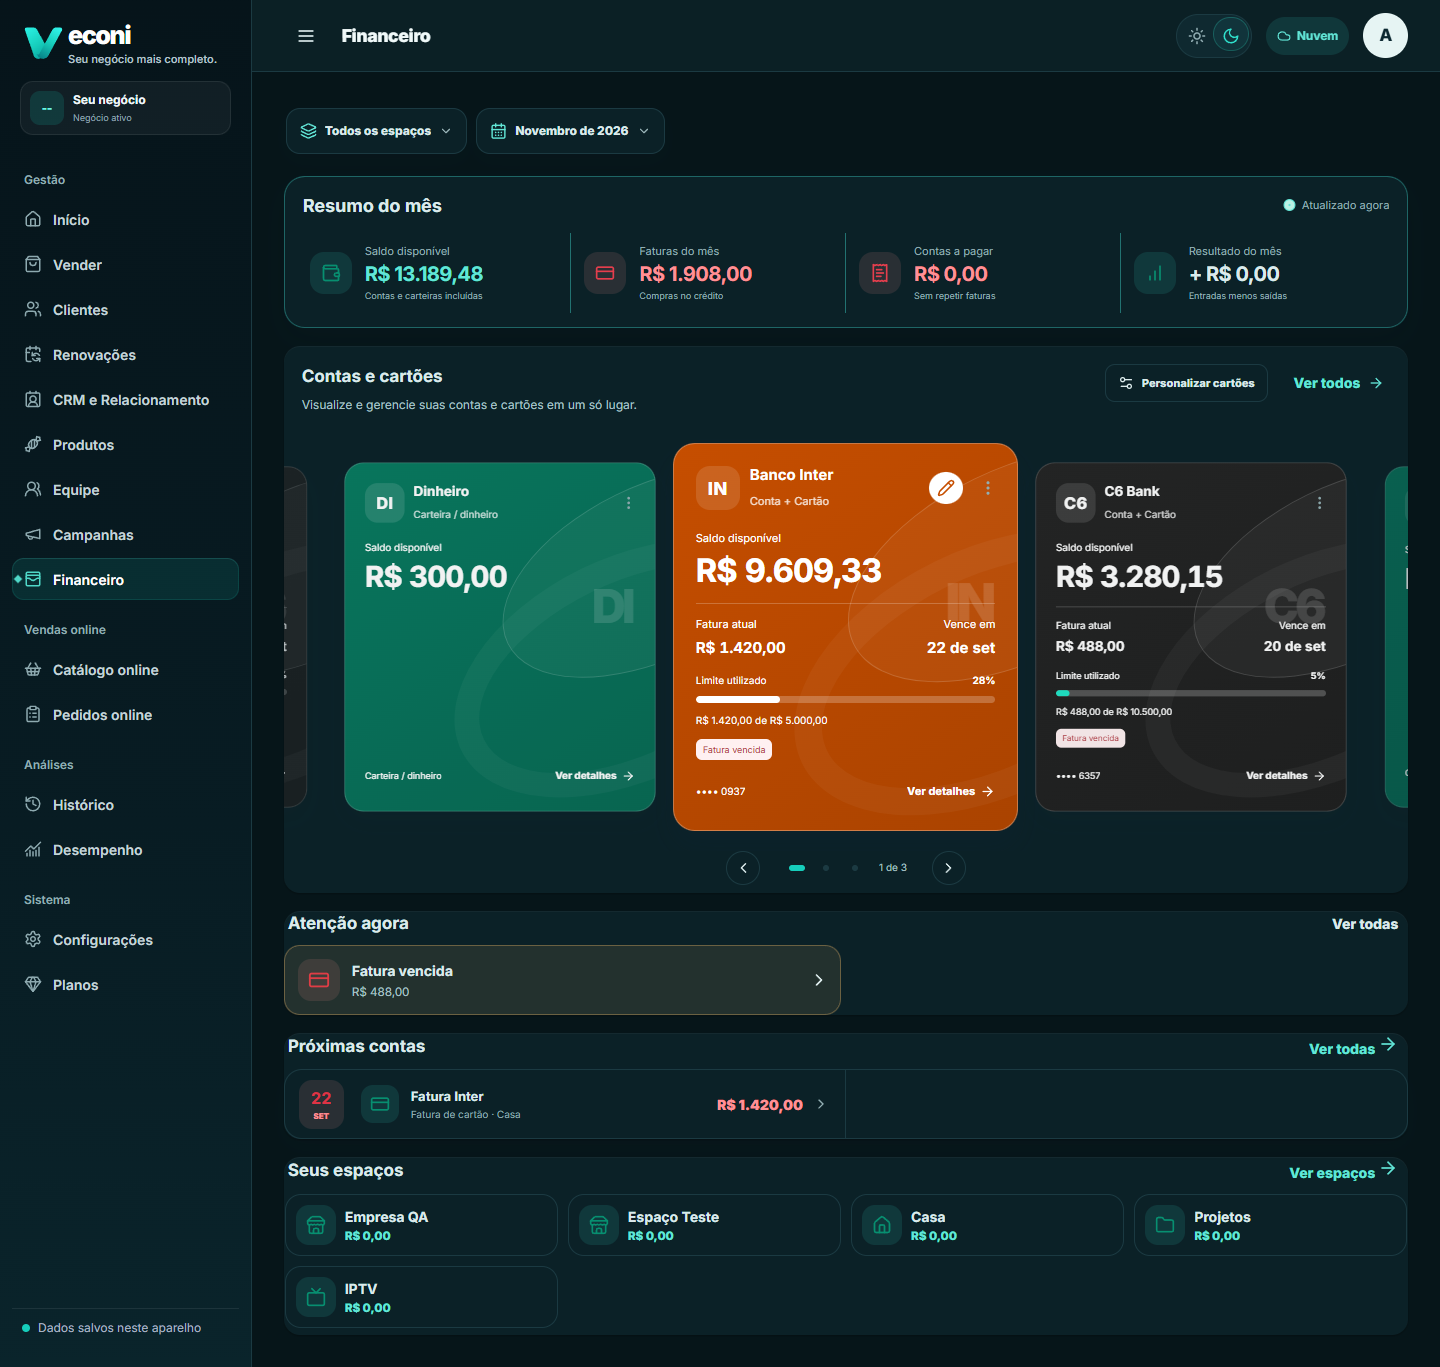 Veconi
Seu negócio mais completo.
--
Seu negócio
Negócio ativo
Gestão
Início
Vender
Clientes
Renovações
CRM e Relacionamento
Produtos
Equipe
Campanhas
Financeiro
Vendas online
Catálogo online
Pedidos online
Análises
Histórico
Desempenho
Sistema
Configurações
Planos
Dados salvos neste aparelho
Financeiro
Nuvem
A
Todos os espaços
Novembro de 2026
Resumo do mês
Atualizado agora
Saldo disponível
R$ 13.189,48
Contas e carteiras incluídas
Faturas do mês
R$ 1.908,00
Compras no crédito
Contas a pagar
R$ 0,00
Sem repetir faturas
Resultado do mês
+ R$ 0,00
Entradas menos saídas
Contas e cartões
Visualize e gerencie suas contas e cartões em um só lugar.
Personalizar cartões
Ver todos
DI
Dinheiro
Carteira / dinheiro
Saldo disponível
R$ 300,00
DI
Carteira / dinheiro
Ver detalhes
IN
Banco Inter
Conta + Cartão
Saldo disponível
R$ 9.609,33
IN
Fatura atual
Vence em
R$ 1.420,00
22 de set
Limite utilizado
28%
R$ 1.420,00 de R$ 5.000,00
Fatura vencida
•••• 0937
Ver detalhes
C6
C6 Bank
Conta + Cartão
Saldo disponível
R$ 3.280,15
C6
Fatura atual
Vence em
R$ 488,00
20 de set
Limite utilizado
5%
R$ 488,00 de R$ 10.500,00
Fatura vencida
•••• 6357
Ver detalhes
1 de 3
Atenção agora
Ver todas
Fatura vencida
R$ 488,00
Próximas contas
Ver todas
22
SET
Fatura Inter
Fatura de cartão · Casa
R$ 1.420,00
Seus espaços
Ver espaços
Empresa QA
R$ 0,00
Espaço Teste
R$ 0,00
Casa
R$ 0,00
Projetos
R$ 0,00
IPTV
R$ 0,00